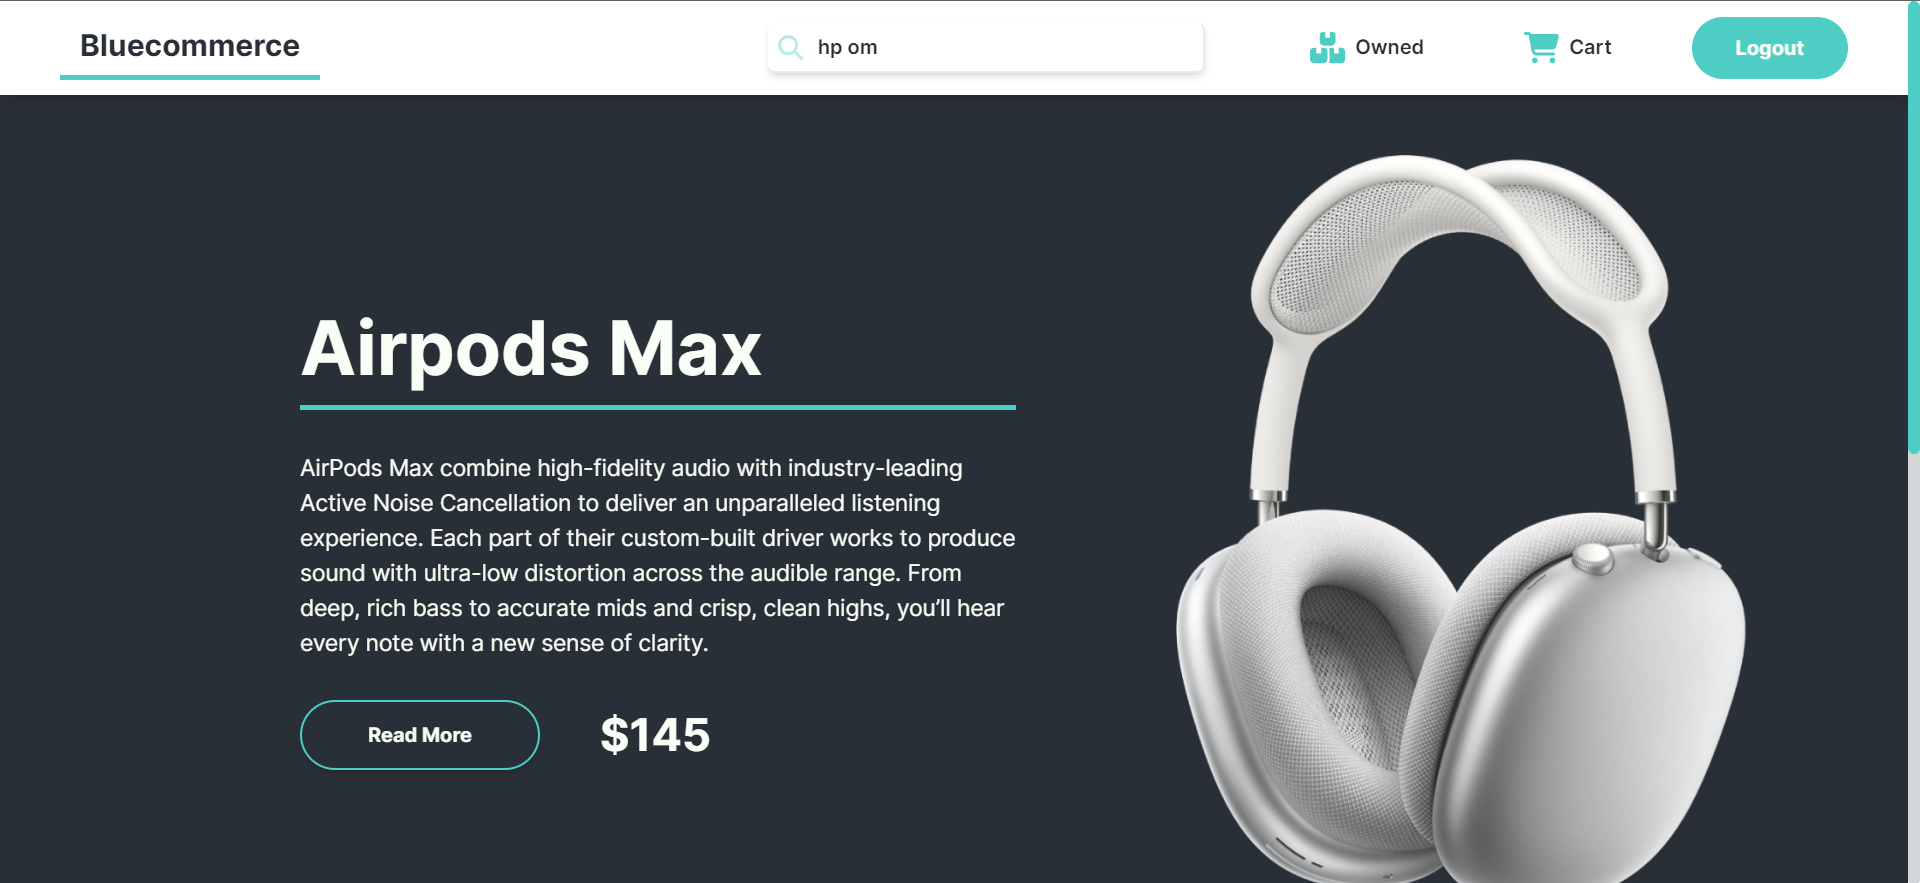 Bluecommerce
hp om
Owned
Cart
Logout
Airpods Max
AirPods Max combine high-fidelity audio with industry-leading
Active Noise Cancellation to deliver an unparalleled listening
experience. Each part of their custom-built driver works to produce
sound with ultra-low distortion across the audible range. From
deep, rich bass to accurate mids and crisp, clean highs, you’ll hear
every note with a new sense of clarity.
Read More
$145